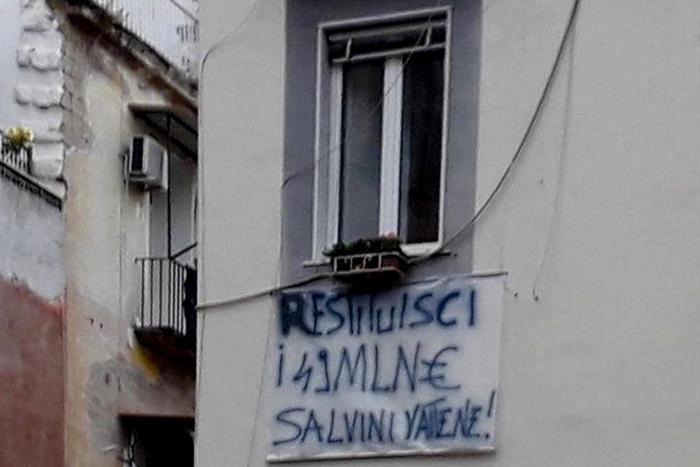 RESTITUISCI
i 49 MLN€
SALVINI VATTENE!